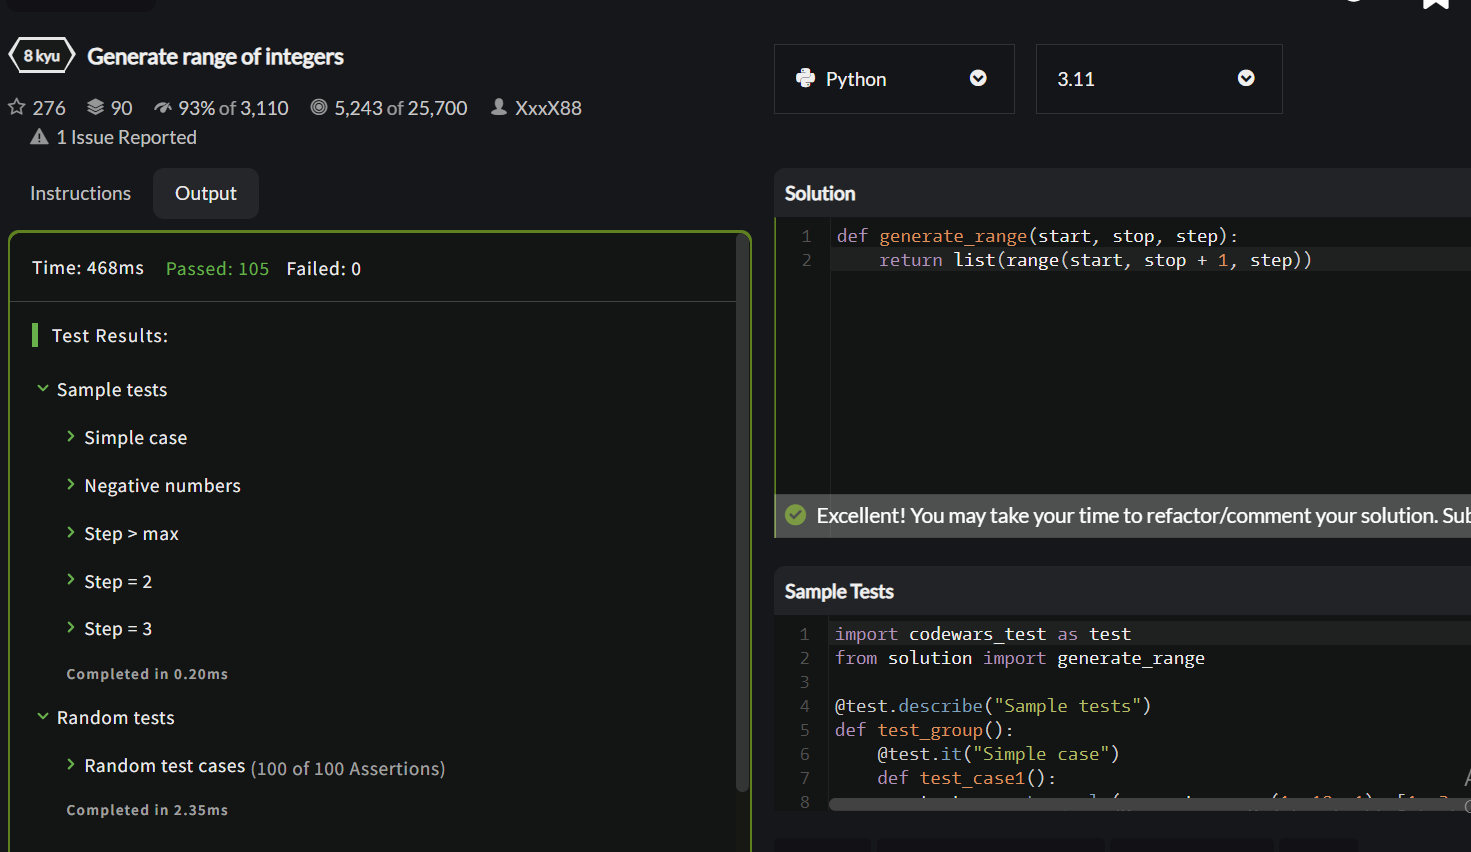 8 kyu Generate range of integers
276 90 93% of 3,110 5,243 of 25,700 XxxX88
1 Issue Reported
Instructions Output
Time: 468ms Passed: 105 Failed: 0
Test Results:
Sample tests
Simple case
Negative numbers
Step > max
Step = 2
Step = 3
Completed in 0.20ms
Random tests
Random test cases (100 of 100 Assertions)
Completed in 2.35ms
Python 3.11
Solution
1 def generate_range(start, stop, step):
2 return list(range(start, stop + 1, step))
Excellent! You may take your time to refactor/comment your solution. Sub
Sample Tests
1 import codewars_test as test
2 from solution import generate_range
3
4 @test.describe("Sample tests")
5 def test_group():
6 @test.it("Simple case")
7 def test_case1():
8